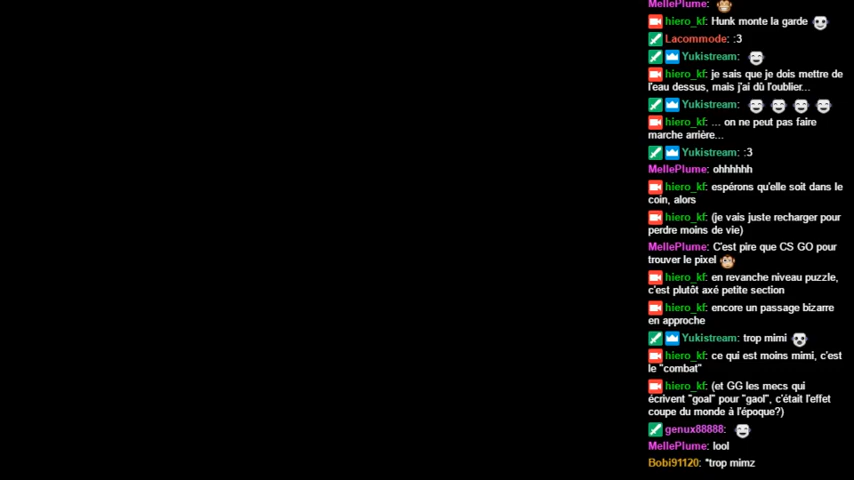 MellePlume:
hiero_kf: Hunk monte la garde
Lacommode: :3
Yukistream:
hiero_kf: je sais que je dois mettre de
l'eau dessus, mais j'ai dû l'oublier...
Yukistream:
hiero_kf: ... on ne peut pas faire
marche arrière...
Yukistream: :3
MellePlume: ohhhhhh
hiero_kf: espérons qu'elle soit dans le
coin, alors
hiero_kf: (je vais juste recharger pour
perdre moins de vie)
MellePlume: C'est pire que CS GO pour
trouver le pixel
hiero_kf: en revanche niveau puzzle,
c'est plutôt axé petite section
hiero_kf: encore un passage bizarre
en approche
Yukistream: trop mimi
hiero_kf: ce qui est moins mimi, c'est
le "combat"
hiero_kf: (et GG les mecs qui
écrivent "goal" pour "gaol", c'était l'effet
coupe du monde à l'époque?)
genux88888:
MellePlume: lool
Bobi91120: *trop mimz